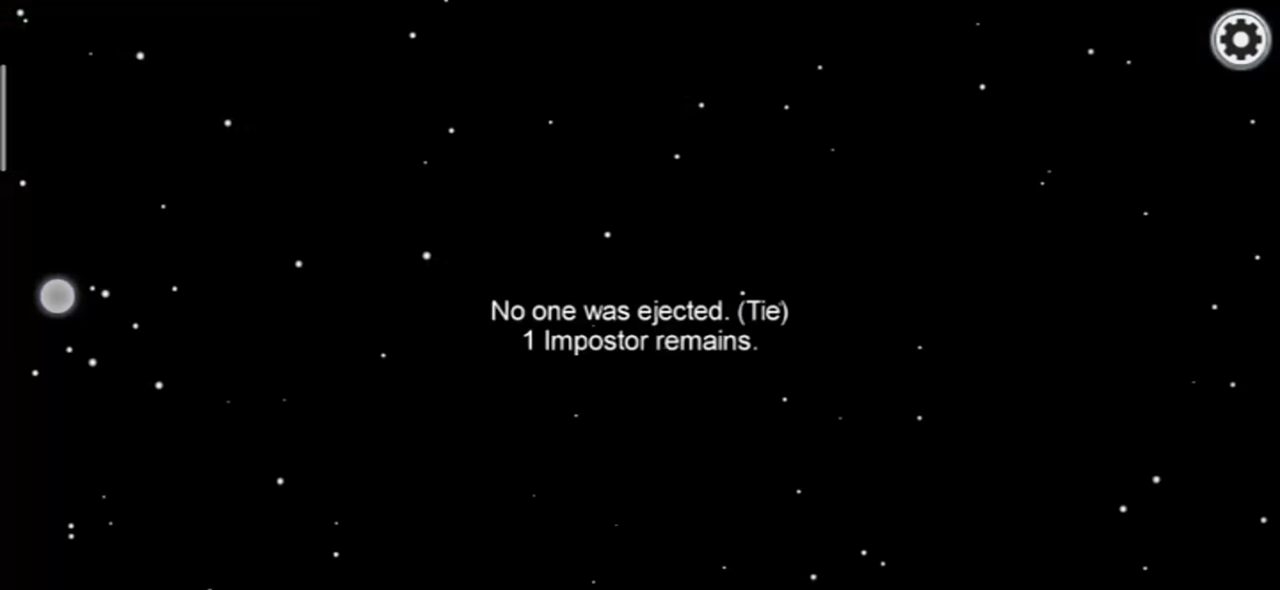 No one was ejected. (Tie)
1 Impostor remains.